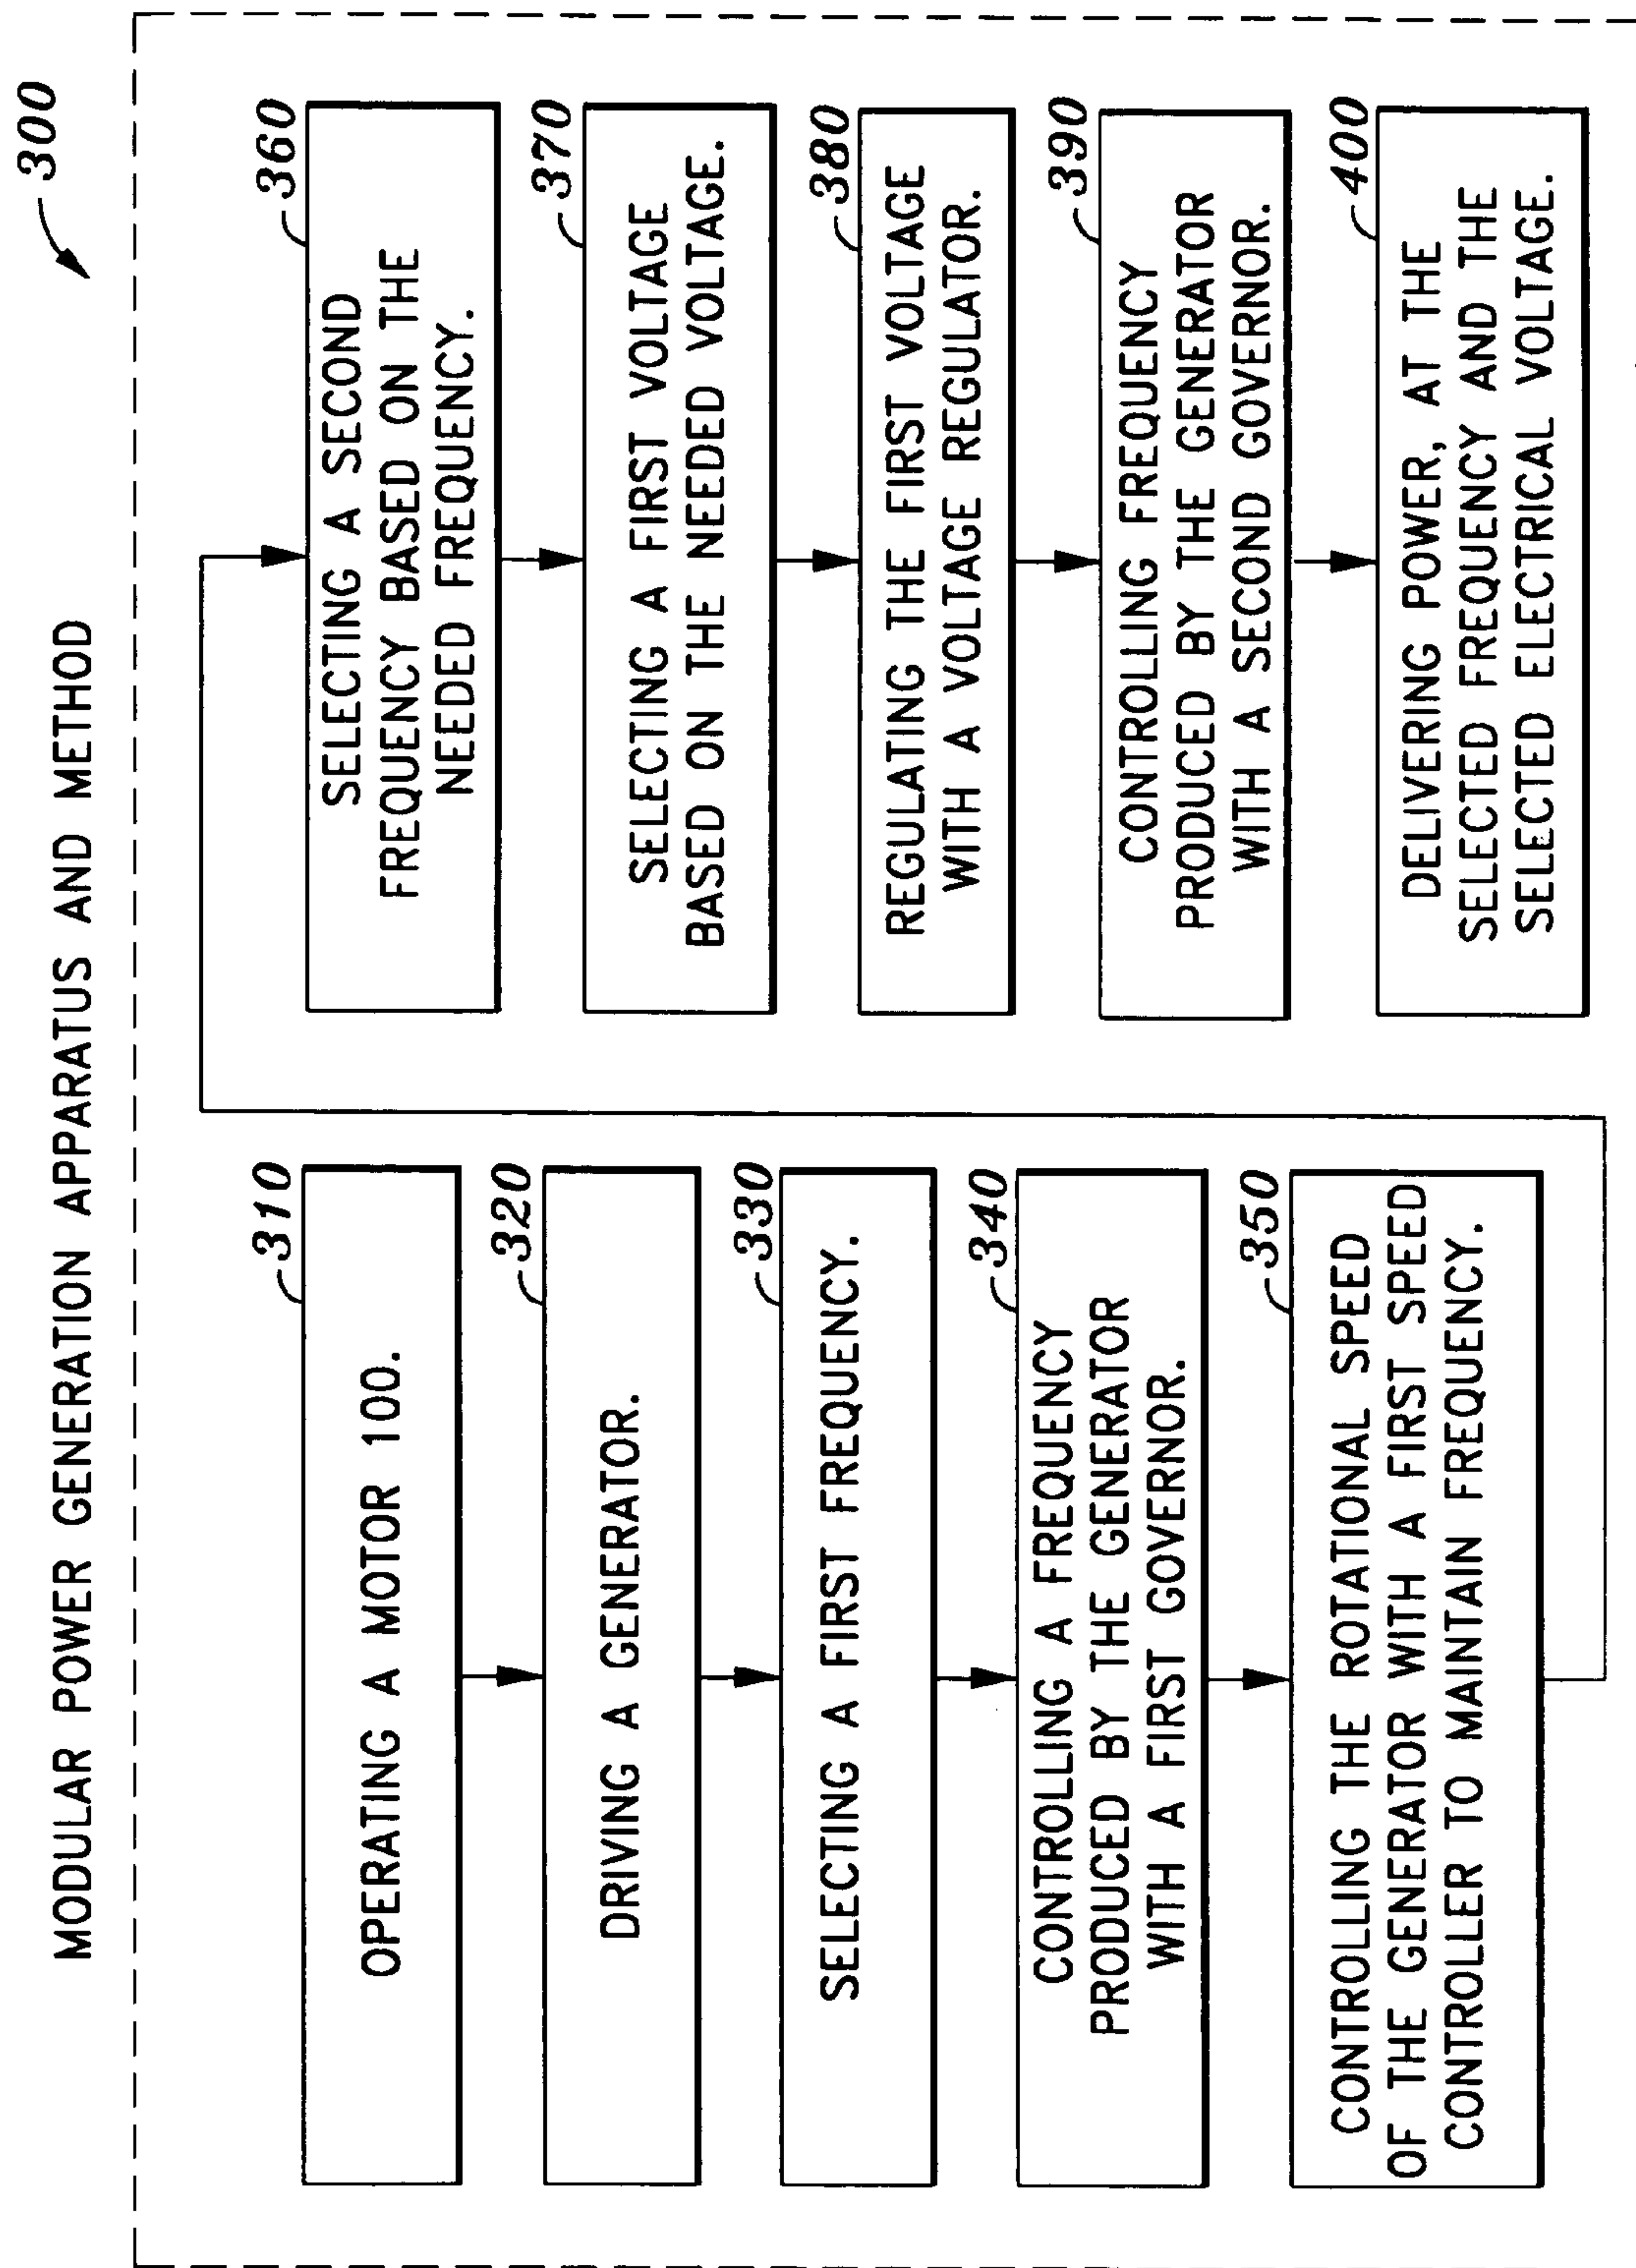 MODULAR POWER GENERATION APPARATUS AND METHOD
300
310
OPERATING A MOTOR 100.
320
DRIVING A GENERATOR.
330
SELECTING A FIRST FREQUENCY.
340
CONTROLLING A FREQUENCY
PRODUCED BY THE GENERATOR
WITH A FIRST GOVERNOR.
350
CONTROLLING THE ROTATIONAL SPEED
OF THE GENERATOR WITH A FIRST SPEED
CONTROLLER TO MAINTAIN FREQUENCY.
360
SELECTING A SECOND
FREQUENCY BASED ON THE
NEEDED FREQUENCY.
370
SELECTING A FIRST VOLTAGE
BASED ON THE NEEDED VOLTAGE.
380
REGULATING THE FIRST VOLTAGE
WITH A VOLTAGE REGULATOR.
390
CONTROLLING FREQUENCY
PRODUCED BY THE GENERATOR
WITH A SECOND GOVERNOR.
400
DELIVERING POWER, AT THE
SELECTED FREQUENCY AND THE
SELECTED ELECTRICAL VOLTAGE.